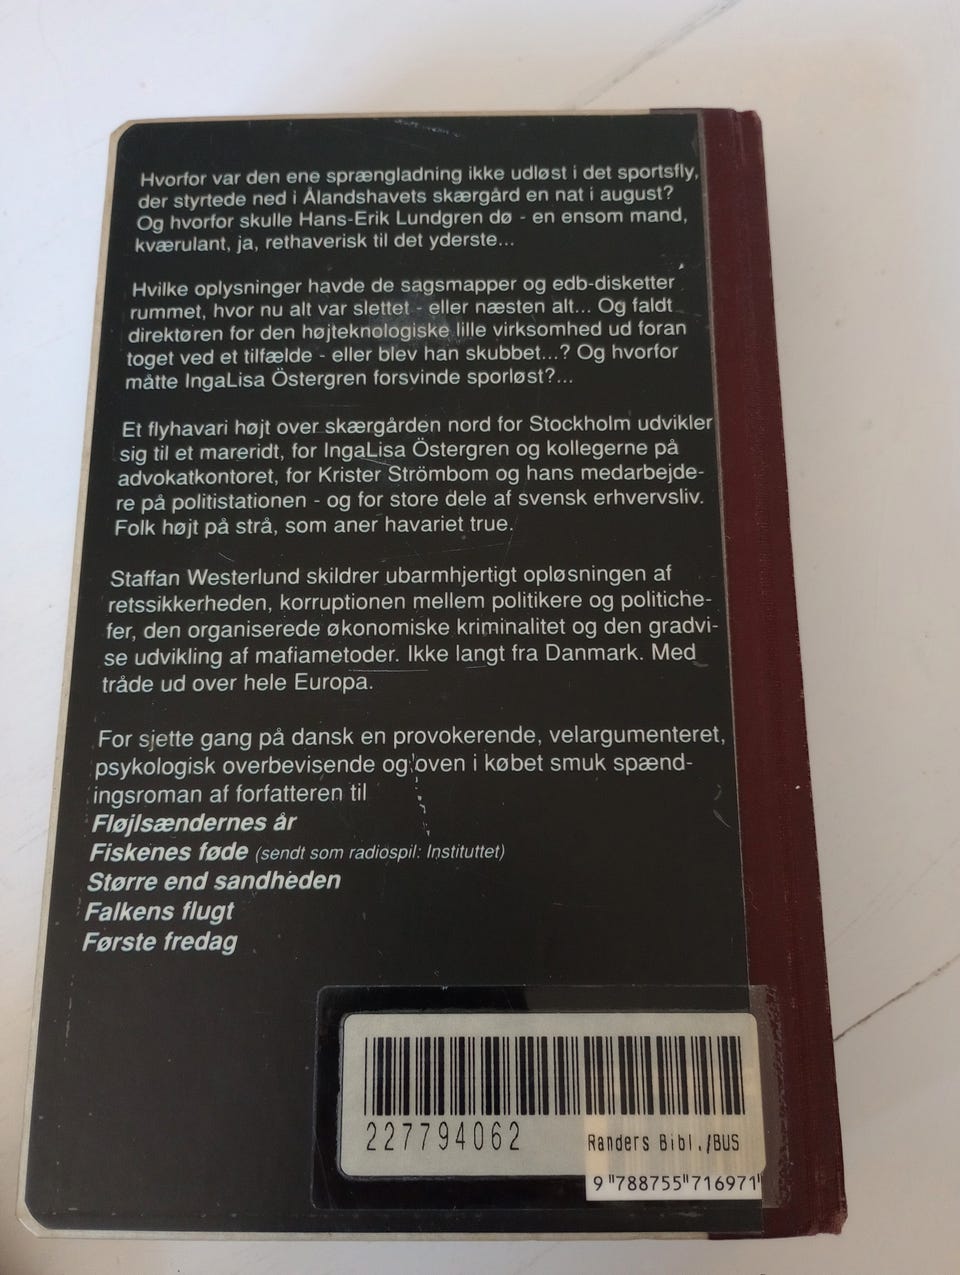 Hvorfor var den ene sprængladning ikke udløst i det sportsfly,
der styrtede ned i Ålandshavets skærgård en nat i august?
Og hvorfor skulle Hans-Erik Lundgren dø - en ensom mand,
kværulant, ja, rethaverisk til det yderste...
Hvilke oplysninger havde de sagsmapper og edb-disketter
rummet, hvor nu alt var slettet - eller næsten alt... Og faldt
direktøren for den højteknologiske lille virksomhed ud foran
toget ved et tilfælde - eller blev han skubbet...? Og hvorfor
måtte IngaLisa Östergren forsvinde sporløst?...
Et flyhavari højt over skærgården nord for Stockholm udvikler
sig til et mareridt, for IngaLisa Östergren og kollegerne på
advokatkontoret, for Krister Strömbom og hans medarbejde-
re på politistationen - og for store dele af svensk erhvervsliv.
Folk højt på strå, som aner havariet true.
Staffan Westerlund skildrer ubarmhjertigt opløsningen af
retssikkerheden, korruptionen mellem politikere og politiche-
fer, den organiserede økonomiske kriminalitet og den gradvi-
se udvikling af mafiametoder. Ikke langt fra Danmark. Med
tråde ud over hele Europa.
For sjette gang på dansk en provokerende, velargumenteret,
psykologisk overbevisende og oven i købet smuk spænd-
ingsroman af forfatteren til
Fløjlsændernes år
Fiskenes føde (sendt som radiospil: Instituttet)
Større end sandheden
Falkens flugt
Første fredag
227794062 Randers Bibl./BUS
9 "788755"716971"